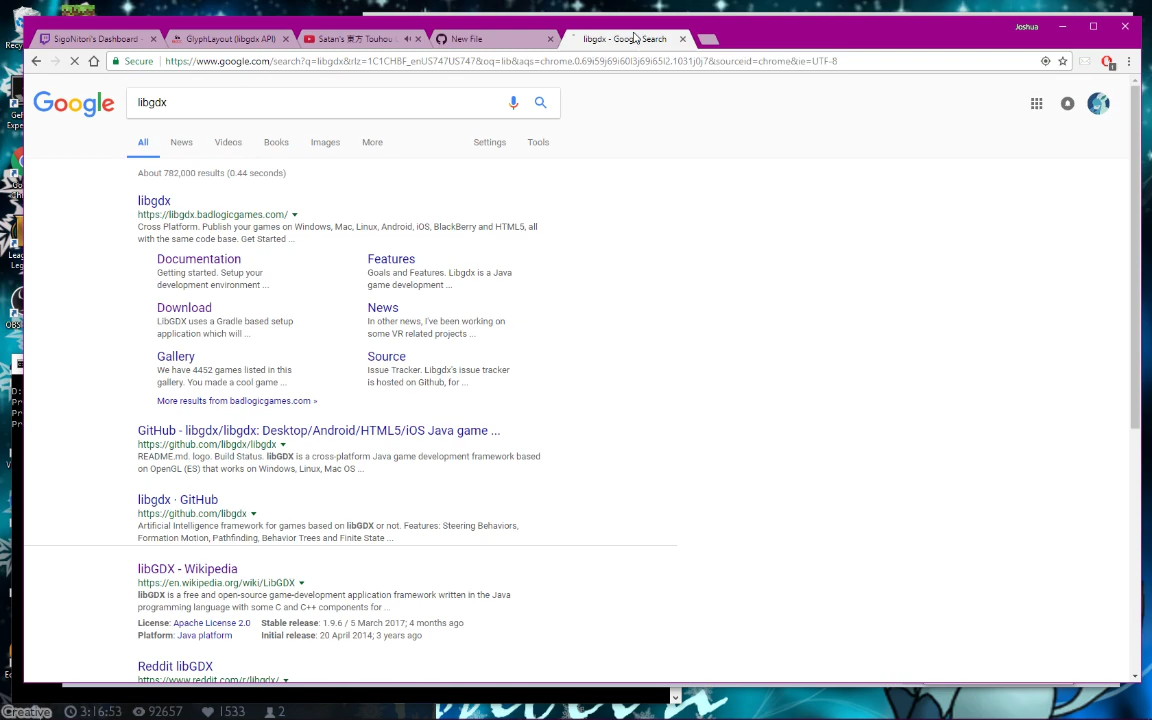 Joshua
SigoNitori's Dashboard -
GlyphLayout (libgdx API)
Satan's 東方 Touhou
New File
libgdx - Google Search
Secure
https://www.google.com/search?q=libgdx&rlz=1C1CHBF_enUS747US747&oq=lib&aqs=chrome.0.69i59j69i60l3j69i65l2.1031j0j7&sourceid=chrome&ie=UTF-8
Google
libgdx
All
News
Videos
Books
Images
More
Settings
Tools
About 782,000 results (0.44 seconds)
libgdx
https://libgdx.badlogicgames.com/
Cross Platform. Publish your games on Windows, Mac, Linux, Android, iOS, BlackBerry and HTML5, all
with the same code base. Get Started ...
Documentation
Getting started. Setup your
development environment ...
Features
Goals and Features. Libgdx is a Java
game development ...
Download
LibGDX uses a Gradle based setup
application which will ...
News
In other news, I've been working on
some VR related projects ...
Gallery
We have 4452 games listed in this
gallery. You made a cool game ...
Source
Issue Tracker. Libgdx's issue tracker
is hosted on Github, for ...
More results from badlogicgames.com »
GitHub - libgdx/libgdx: Desktop/Android/HTML5/iOS Java game ...
https://github.com/libgdx/libgdx
README.md. logo. Build Status. libGDX is a cross-platform Java game development framework based
on OpenGL (ES) that works on Windows, Linux, Mac OS ...
libgdx · GitHub
https://github.com/libgdx
Artificial Intelligence framework for games based on libGDX or not. Features: Steering Behaviors,
Formation Motion, Pathfinding, Behavior Trees and Finite State ...
libGDX - Wikipedia
https://en.wikipedia.org/wiki/LibGDX
libGDX is a free and open-source game-development application framework written in the Java
programming language with some C and C++ components for ...
License: Apache License 2.0 Stable release: 1.9.6 / 5 March 2017; 4 months ago
Platform: Java platform Initial release: 20 April 2014; 3 years ago
Reddit libGDX
https://www.reddit.com/r/libgdx/
Creative
3:16:53
92657
1533
2